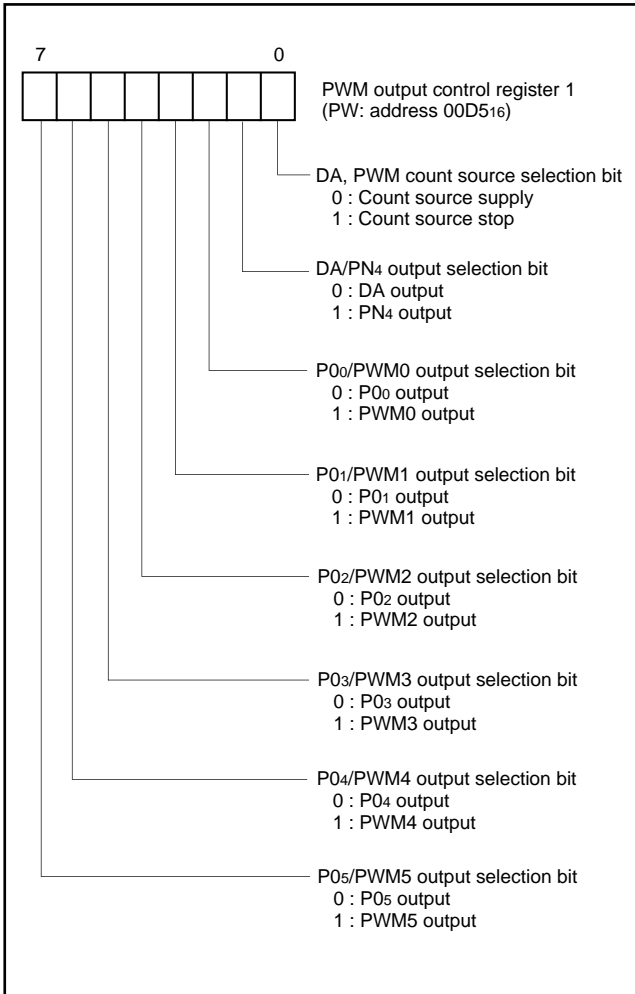 7 0
PWM output control register 1
(PW: address 00D5₁₆)
DA, PWM count source selection bit
0 : Count source supply
1 : Count source stop
DA/PN₄ output selection bit
0 : DA output
1 : PN₄ output
P0₀/PWM0 output selection bit
0 : P0₀ output
1 : PWM0 output
P0₁/PWM1 output selection bit
0 : P0₁ output
1 : PWM1 output
P0₂/PWM2 output selection bit
0 : P0₂ output
1 : PWM2 output
P0₃/PWM3 output selection bit
0 : P0₃ output
1 : PWM3 output
P0₄/PWM4 output selection bit
0 : P0₄ output
1 : PWM4 output
P0₅/PWM5 output selection bit
0 : P0₅ output
1 : PWM5 output